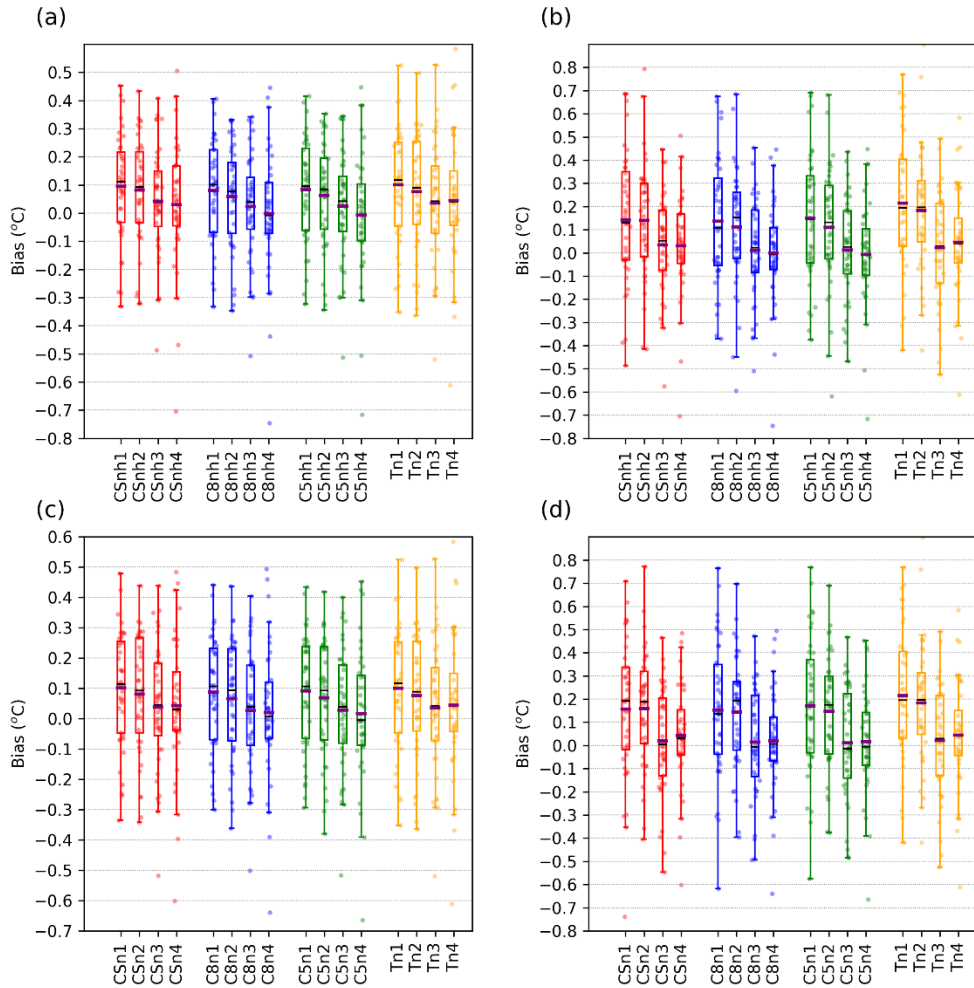 (a)
Bias (°C)
0.5
0.4
0.3
0.2
0.1
0.0
−0.1
−0.2
−0.3
−0.4
−0.5
−0.6
−0.7
−0.8
CSnh1
CSnh2
CSnh3
CSnh4
C8nh1
C8nh2
C8nh3
C8nh4
C5nh1
C5nh2
C5nh3
C5nh4
Tn1
Tn2
Tn3
Tn4
(b)
Bias (°C)
0.8
0.7
0.6
0.5
0.4
0.3
0.2
0.1
0.0
−0.1
−0.2
−0.3
−0.4
−0.5
−0.6
−0.7
−0.8
CSnh1
CSnh2
CSnh3
CSnh4
C8nh1
C8nh2
C8nh3
C8nh4
C5nh1
C5nh2
C5nh3
C5nh4
Tn1
Tn2
Tn3
Tn4
(c)
Bias (°C)
0.6
0.5
0.4
0.3
0.2
0.1
0.0
−0.1
−0.2
−0.3
−0.4
−0.5
−0.6
−0.7
CSn1
CSn2
CSn3
CSn4
C8n1
C8n2
C8n3
C8n4
C5n1
C5n2
C5n3
C5n4
Tn1
Tn2
Tn3
Tn4
(d)
Bias (°C)
0.8
0.7
0.6
0.5
0.4
0.3
0.2
0.1
0.0
−0.1
−0.2
−0.3
−0.4
−0.5
−0.6
−0.7
−0.8
CSn1
CSn2
CSn3
CSn4
C8n1
C8n2
C8n3
C8n4
C5n1
C5n2
C5n3
C5n4
Tn1
Tn2
Tn3
Tn4